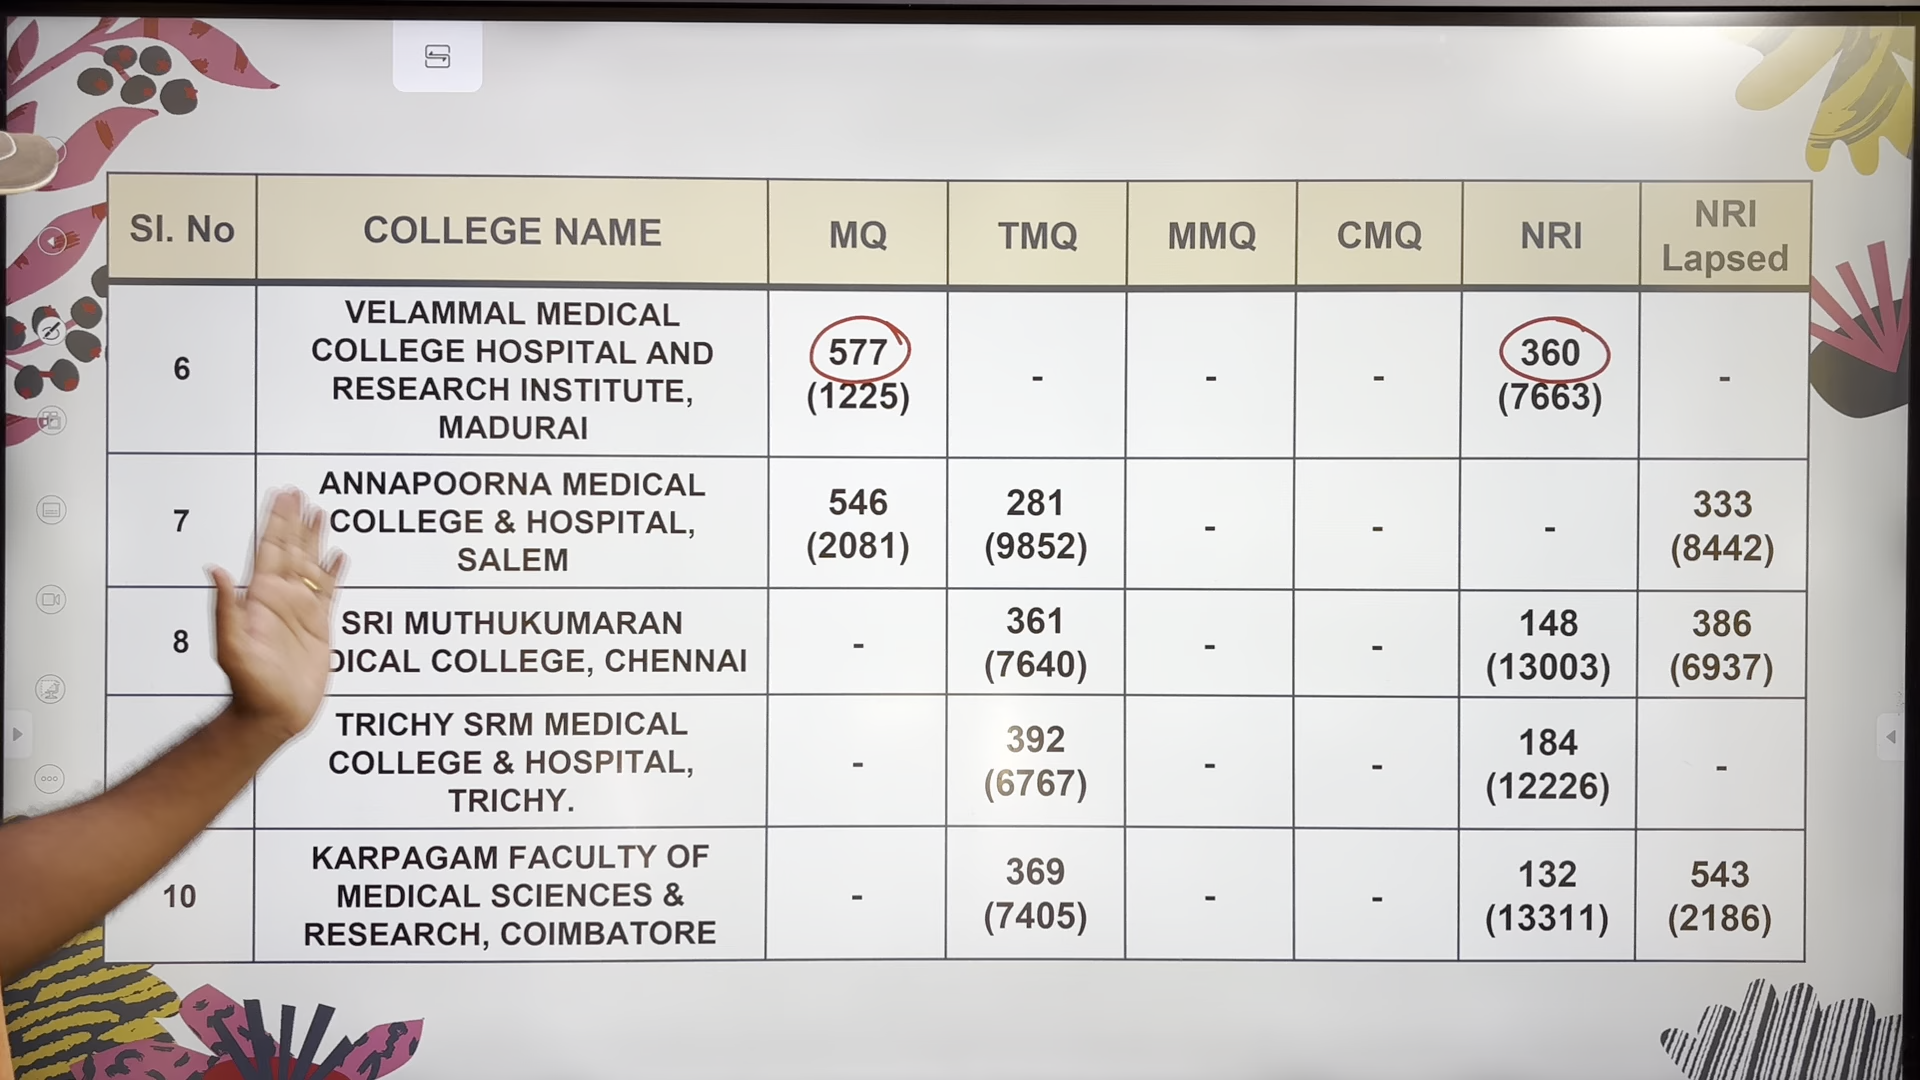 Sl. No COLLEGE NAME MQ TMQ MMQ CMQ NRI NRI Lapsed
6
VELAMMAL MEDICAL
COLLEGE HOSPITAL AND
RESEARCH INSTITUTE,
MADURAI
577
(1225)
-
-
-
360
(7663)
-
7
ANNAPOORNA MEDICAL
COLLEGE & HOSPITAL,
SALEM
546
(2081)
281
(9852)
-
-
-
333
(8442)
8
SRI MUTHUKUMARAN
DICAL COLLEGE, CHENNAI
-
361
(7640)
-
-
148
(13003)
386
(6937)
TRICHY SRM MEDICAL
COLLEGE & HOSPITAL,
TRICHY.
-
392
(6767)
-
-
184
(12226)
-
10
KARPAGAM FACULTY OF
MEDICAL SCIENCES &
RESEARCH, COIMBATORE
-
369
(7405)
-
-
132
(13311)
543
(2186)